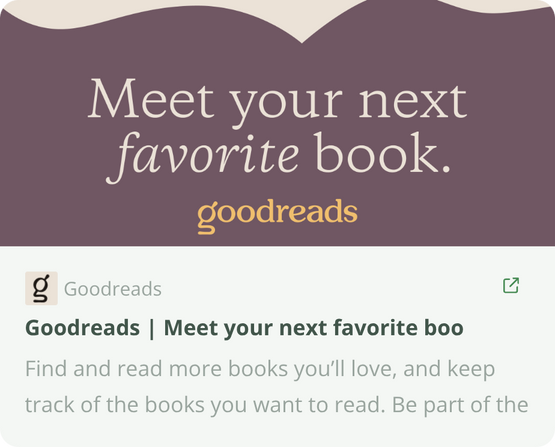 Meet your next
favorite book.
goodreads
g Goodreads
Goodreads | Meet your next favorite boo
Find and read more books you’ll love, and keep
track of the books you want to read. Be part of the